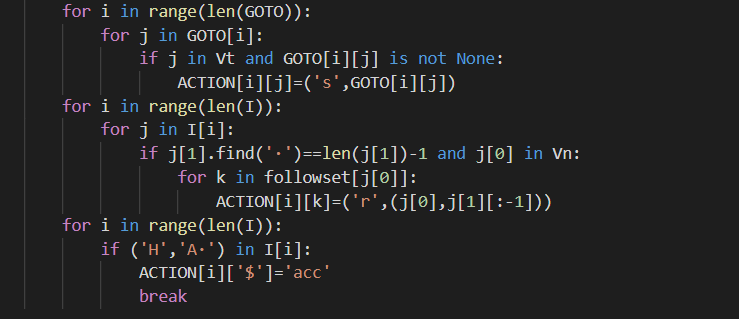 for i in range(len(GOTO)):
    for j in GOTO[i]:
        if j in Vt and GOTO[i][j] is not None:
            ACTION[i][j]=('s',GOTO[i][j])
for i in range(len(I)):
    for j in I[i]:
        if j[1].find('·')==len(j[1])-1 and j[0] in Vn:
            for k in followset[j[0]]:
                ACTION[i][k]=('r',(j[0],j[1][:-1]))
for i in range(len(I)):
    if ('H','A·') in I[i]:
        ACTION[i]['$']='acc'
        break